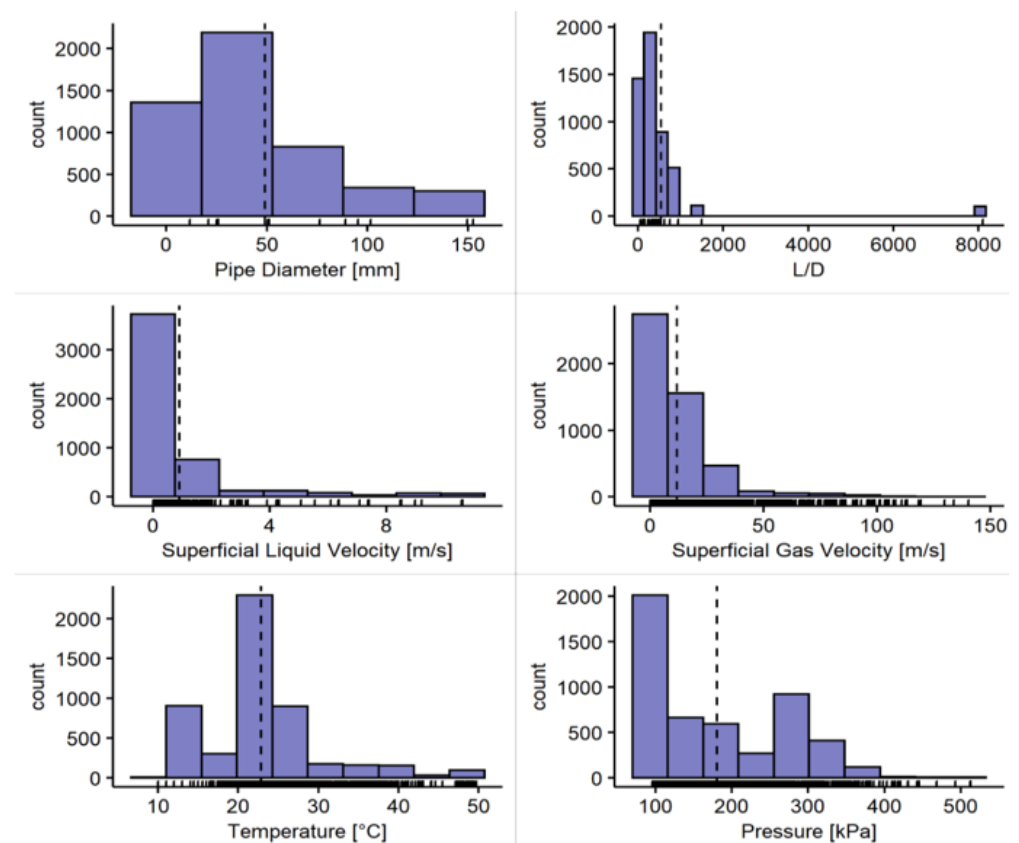 2000
1500
1000
500
0
count
0 50 100 150
Pipe Diameter [mm]
2000
1500
1000
500
0
count
0 2000 4000 6000 8000
L/D
3000
2000
1000
0
count
0 4 8
Superficial Liquid Velocity [m/s]
2000
1000
0
count
0 50 100 150
Superficial Gas Velocity [m/s]
2000
1500
1000
500
0
count
10 20 30 40 50
Temperature [°C]
2000
1500
1000
500
0
count
100 200 300 400 500
Pressure [kPa]